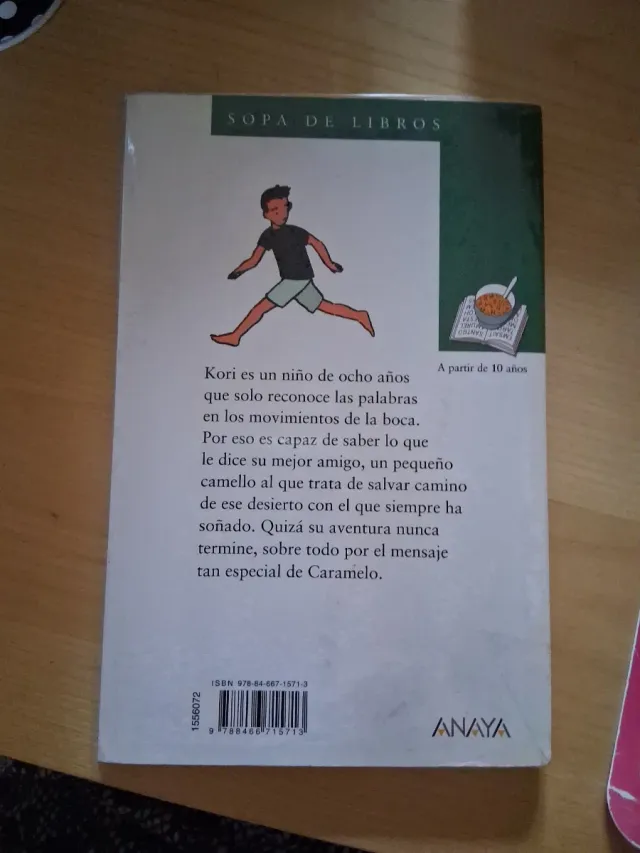 SOPA DE LIBROS
A partir de 10 años
Kori es un niño de ocho años
que solo reconoce las palabras
en los movimientos de la boca.
Por eso es capaz de saber lo que
le dice su mejor amigo, un pequeño
camello al que trata de salvar camino
de ese desierto con el que siempre ha
soñado. Quizá su aventura nunca
termine, sobre todo por el mensaje
tan especial de Caramelo.
ISBN 978-84-667-1571-3
1556072
9 788466 715713
ANAYA